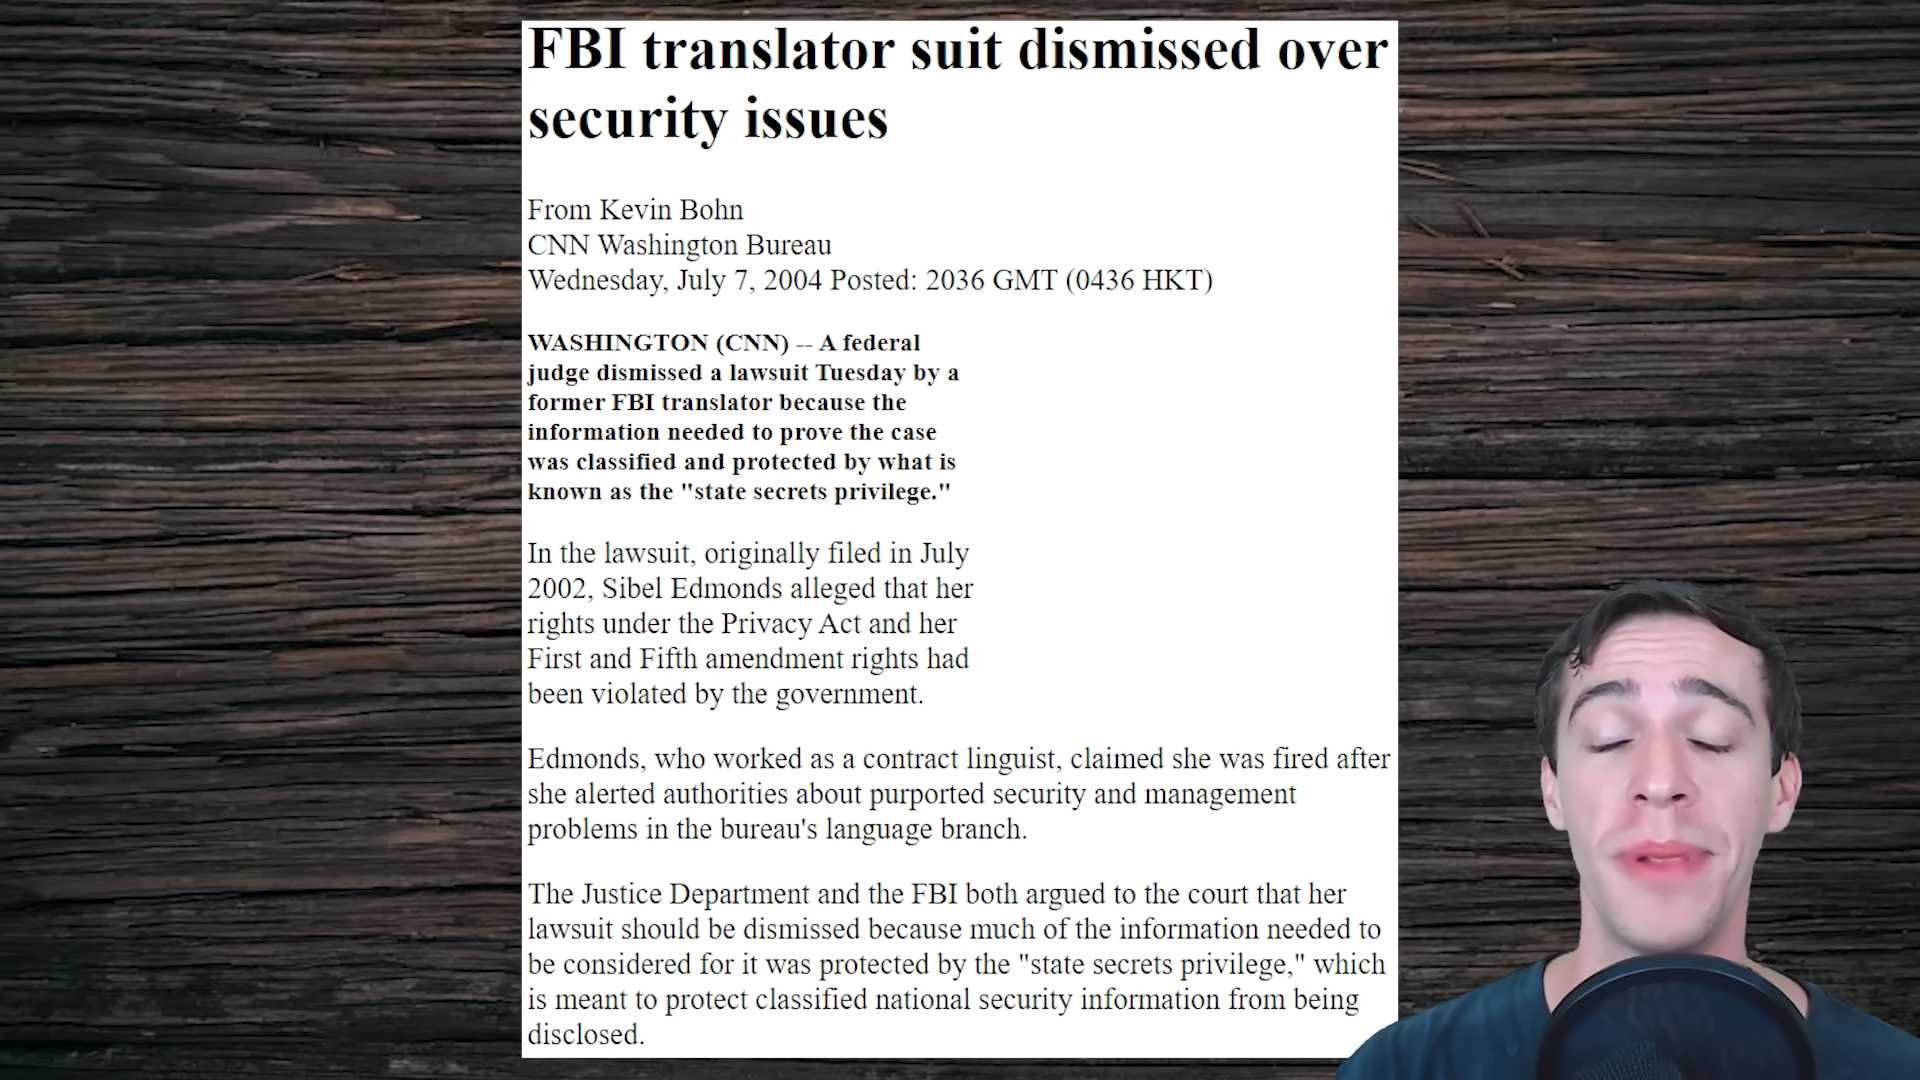 FBI translator suit dismissed over
security issues
From Kevin Bohn
CNN Washington Bureau
Wednesday, July 7, 2004 Posted: 2036 GMT (0436 HKT)
WASHINGTON (CNN) -- A federal
judge dismissed a lawsuit Tuesday by a
former FBI translator because the
information needed to prove the case
was classified and protected by what is
known as the "state secrets privilege."
In the lawsuit, originally filed in July
2002, Sibel Edmonds alleged that her
rights under the Privacy Act and her
First and Fifth amendment rights had
been violated by the government.
Edmonds, who worked as a contract linguist, claimed she was fired after
she alerted authorities about purported security and management
problems in the bureau's language branch.
The Justice Department and the FBI both argued to the court that her
lawsuit should be dismissed because much of the information needed to
be considered for it was protected by the "state secrets privilege," which
is meant to protect classified national security information from being
disclosed.